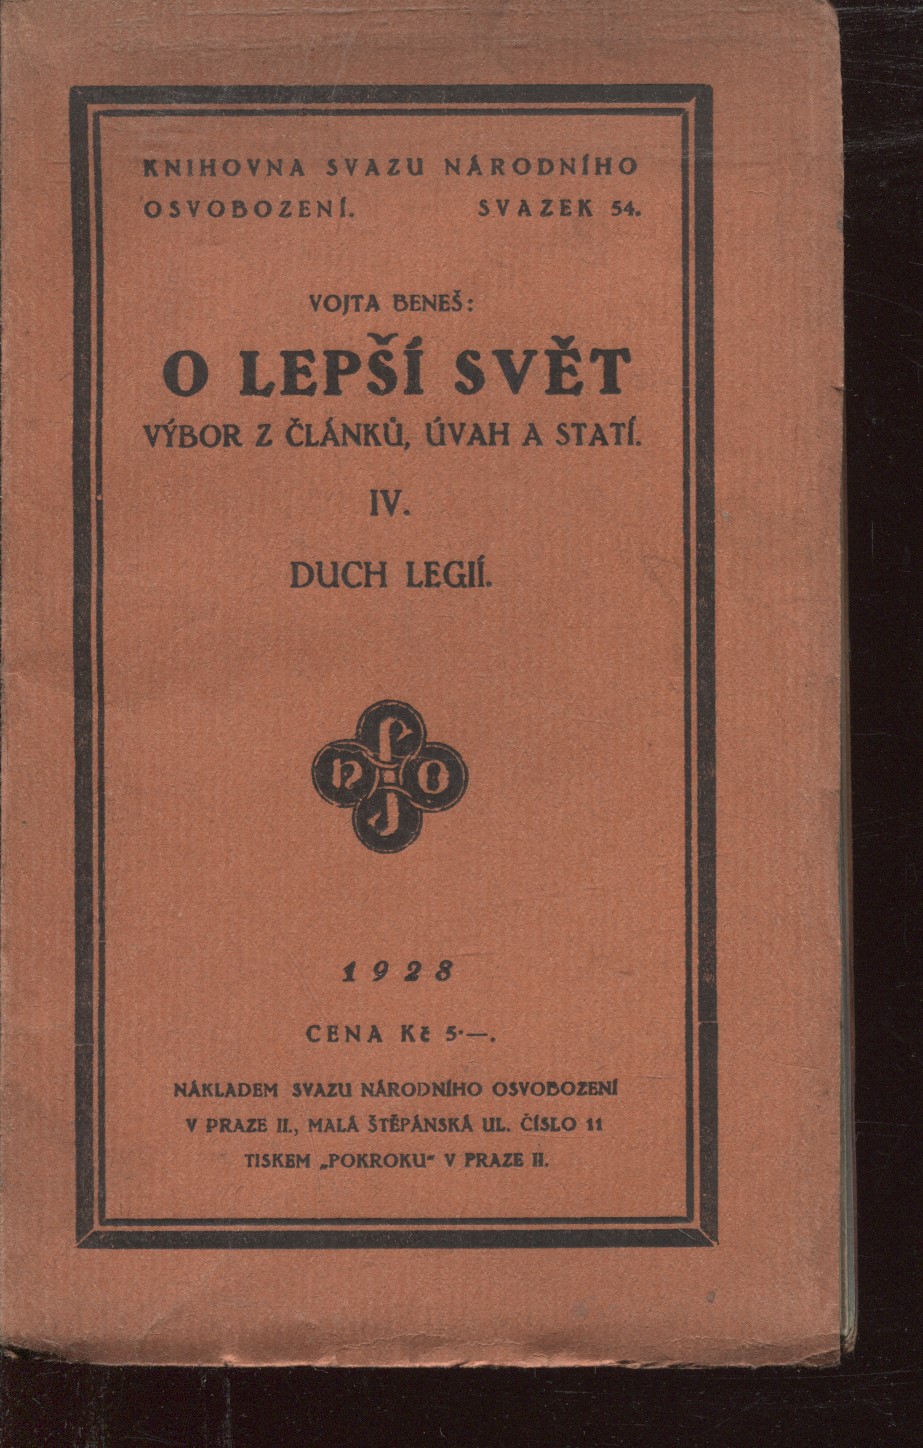 KNIHOVNA SVAZU NÁRODNÍHO
OSVOBOZENÍ. SVAZEK 54.
VOJTA BENEŠ:
O LEPŠÍ SVĚT
VÝBOR Z ČLÁNKŮ, ÚVAH A STATÍ.
IV.
DUCH LEGIÍ.
1928
CENA Kč 5·—.
NÁKLADEM SVAZU NÁRODNÍHO OSVOBOZENÍ
V PRAZE II., MALÁ ŠTĚPÁNSKÁ UL. ČÍSLO 11
TISKEM „POKROKU“ V PRAZE II.